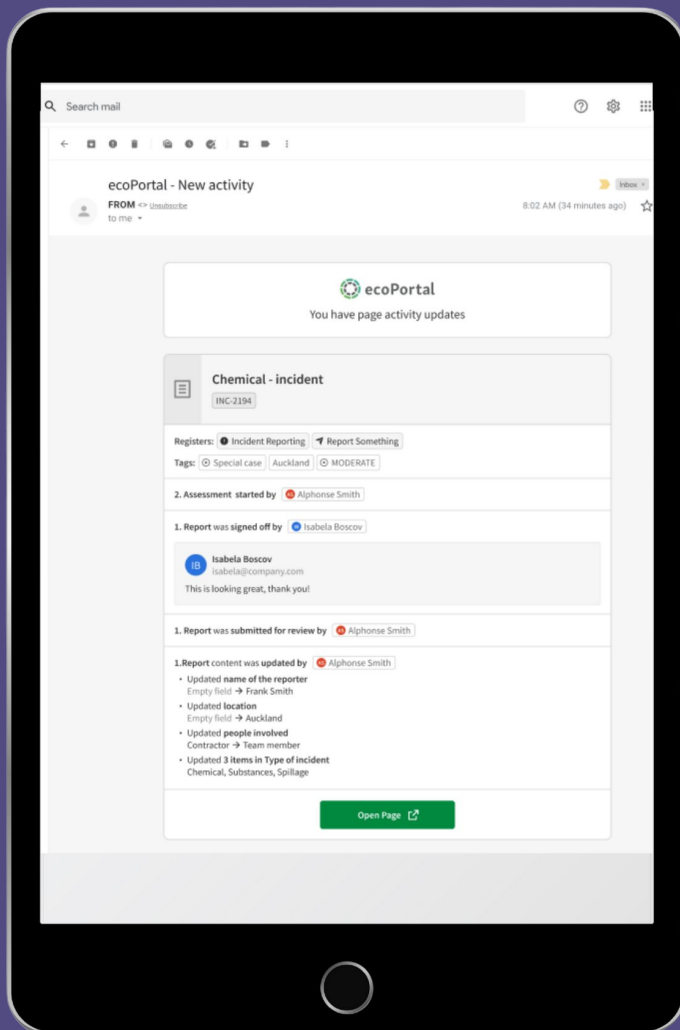 Search mail
ecoPortal - New activity
Inbox ×
FROM <> Unsubscribe
8:02 AM (34 minutes ago)
to me
ecoPortal
You have page activity updates
Chemical - incident
INC-2194
Registers: Incident Reporting Report Something
Tags: Special case Auckland MODERATE
2. Assessment started by AS Alphonse Smith
1. Report was signed off by IB Isabela Boscov
IB
Isabela Boscov
isabela@company.com
This is looking great, thank you!
1. Report was submitted for review by AS Alphonse Smith
1.Report content was updated by AS Alphonse Smith
• Updated name of the reporter
Empty field → Frank Smith
• Updated location
Empty field → Auckland
• Updated people involved
Contractor → Team member
• Updated 3 items in Type of incident
Chemical, Substances, Spillage
Open Page